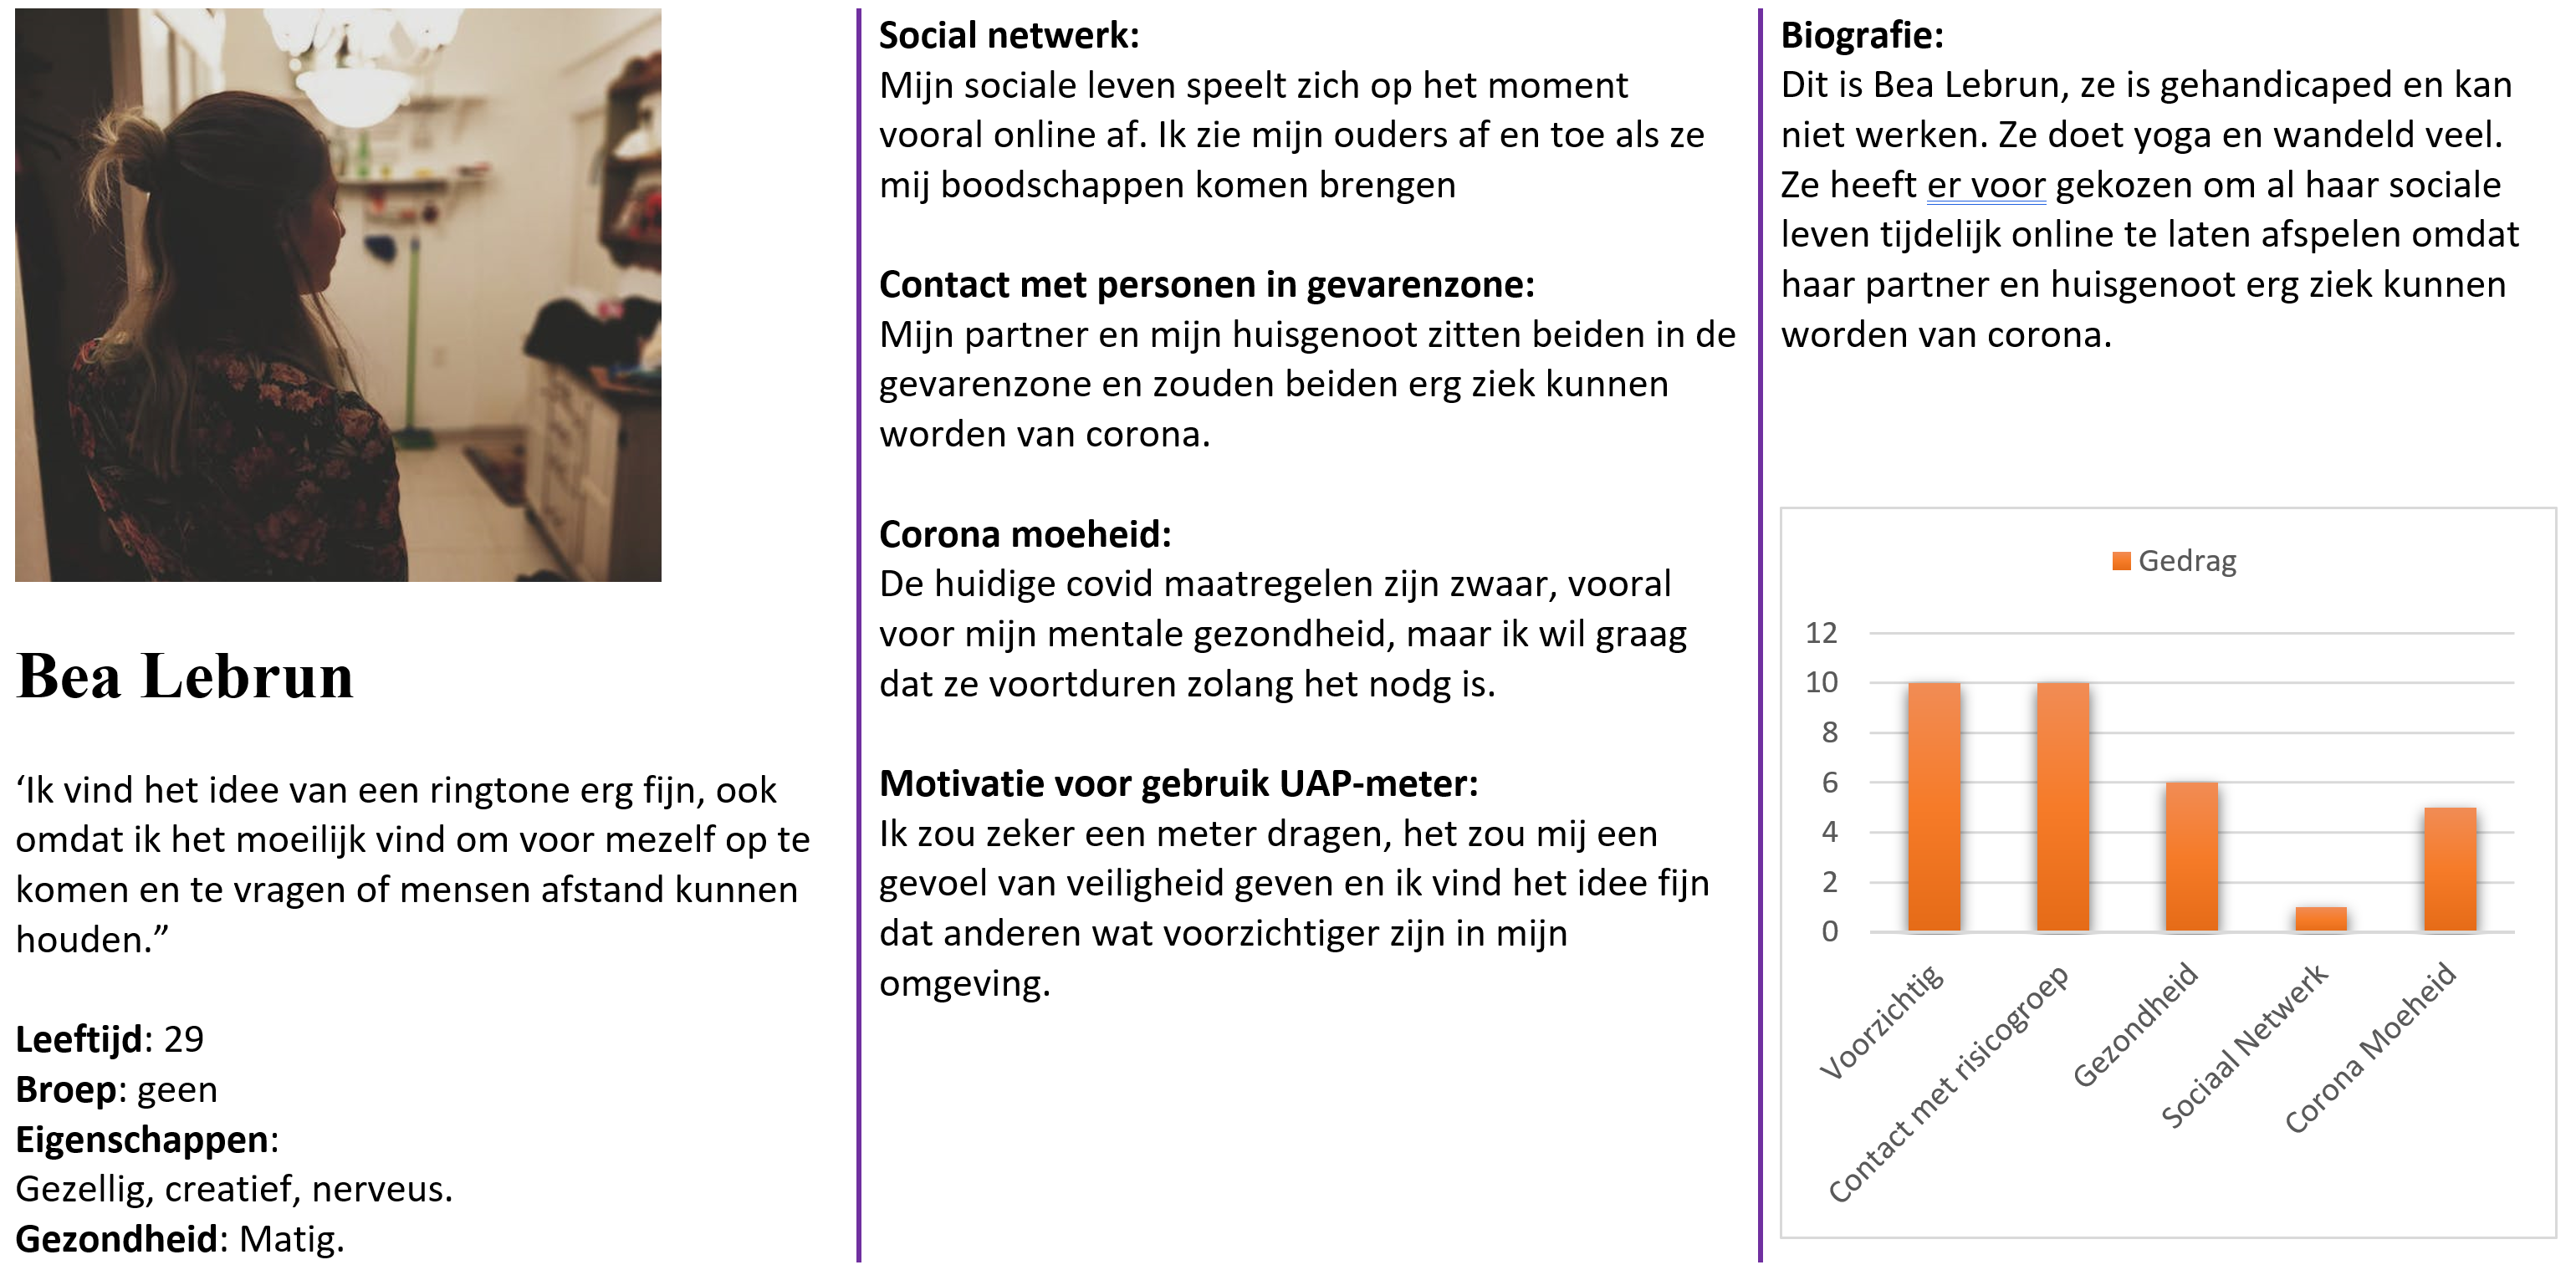 Bea Lebrun
‘Ik vind het idee van een ringtone erg fijn, ook
omdat ik het moeilijk vind om voor mezelf op te
komen en te vragen of mensen afstand kunnen
houden.”
Leeftijd: 29
Broep: geen
Eigenschappen:
Gezellig, creatief, nerveus.
Gezondheid: Matig.
Social netwerk:
Mijn sociale leven speelt zich op het moment
vooral online af. Ik zie mijn ouders af en toe als ze
mij boodschappen komen brengen
Contact met personen in gevarenzone:
Mijn partner en mijn huisgenoot zitten beiden in de
gevarenzone en zouden beiden erg ziek kunnen
worden van corona.
Corona moeheid:
De huidige covid maatregelen zijn zwaar, vooral
voor mijn mentale gezondheid, maar ik wil graag
dat ze voortduren zolang het nodg is.
Motivatie voor gebruik UAP-meter:
Ik zou zeker een meter dragen, het zou mij een
gevoel van veiligheid geven en ik vind het idee fijn
dat anderen wat voorzichtiger zijn in mijn
omgeving.
Biografie:
Dit is Bea Lebrun, ze is gehandicaped en kan
niet werken. Ze doet yoga en wandeld veel.
Ze heeft er voor gekozen om al haar sociale
leven tijdelijk online te laten afspelen omdat
haar partner en huisgenoot erg ziek kunnen
worden van corona.
Gedrag
12
10
8
6
4
2
0
Voorzichtig
Contact met risicogroep
Gezondheid
Sociaal Netwerk
Corona Moeheid